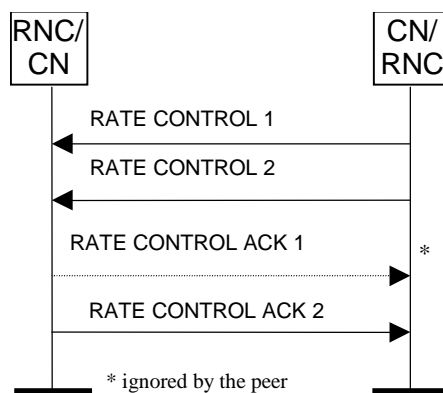 RNC/
CN
CN/
RNC
RATE CONTROL 1
RATE CONTROL 2
RATE CONTROL ACK 1
*
RATE CONTROL ACK 2
* ignored by the peer